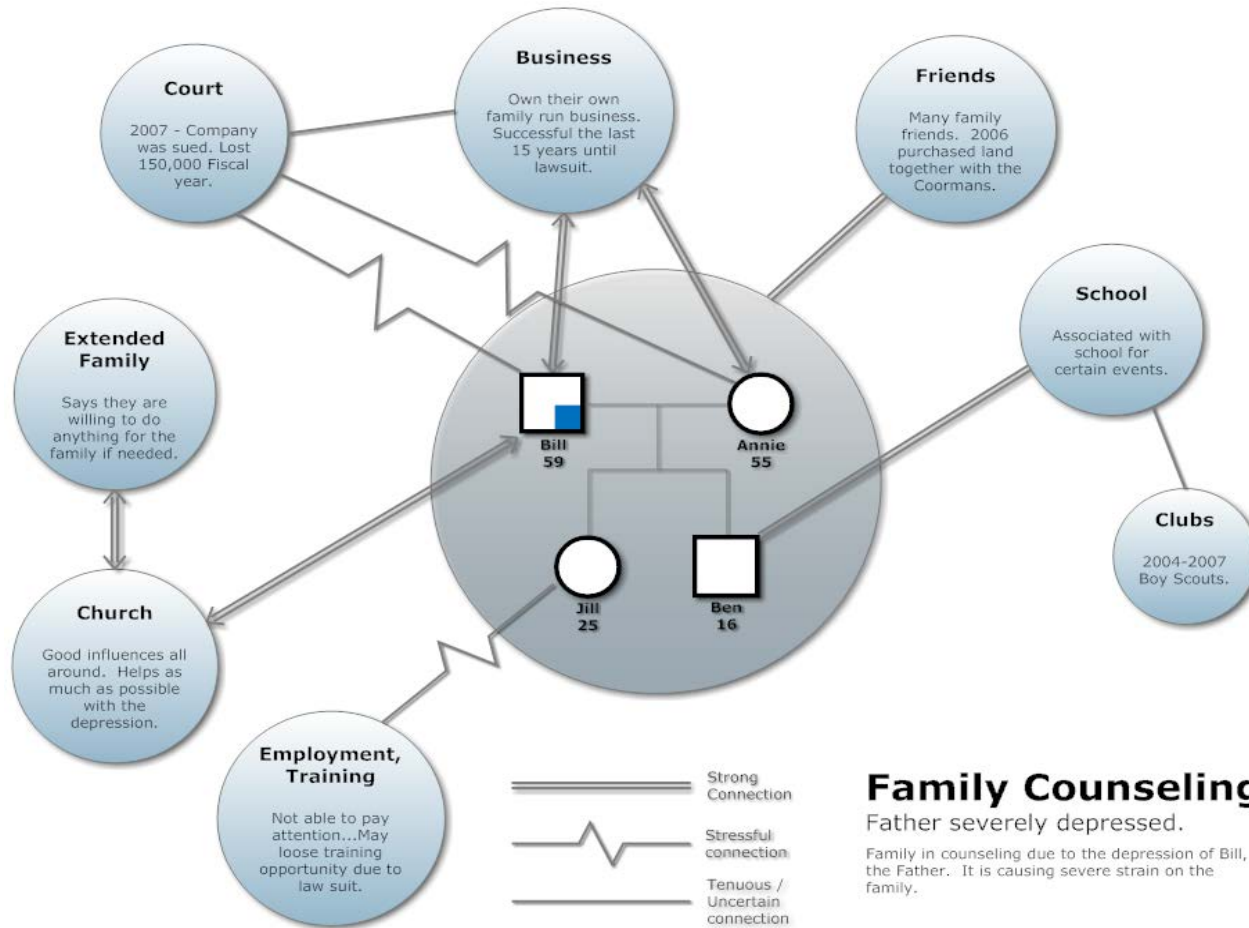 Court
2007 - Company
was sued. Lost
150,000 Fiscal
year.
Business
Own their own
family run business.
Successful the last
15 years until
lawsuit.
Friends
Many family
friends. 2006
purchased land
together with the
Coormans.
School
Associated with
school for
certain events.
Extended
Family
Says they are
willing to do
anything for the
family if needed.
Bill
59
Annie
55
Clubs
2004-2007
Boy Scouts.
Jill
25
Ben
16
Church
Good influences all
around. Helps as
much as possible
with the
depression.
Employment,
Training
Not able to pay
attention...May
loose training
opportunity due to
law suit.
Strong
Connection
Stressful
connection
Tenuous /
Uncertain
connection
Family Counseling
Father severely depressed.
Family in counseling due to the depression of Bill,
the Father. It is causing severe strain on the
family.